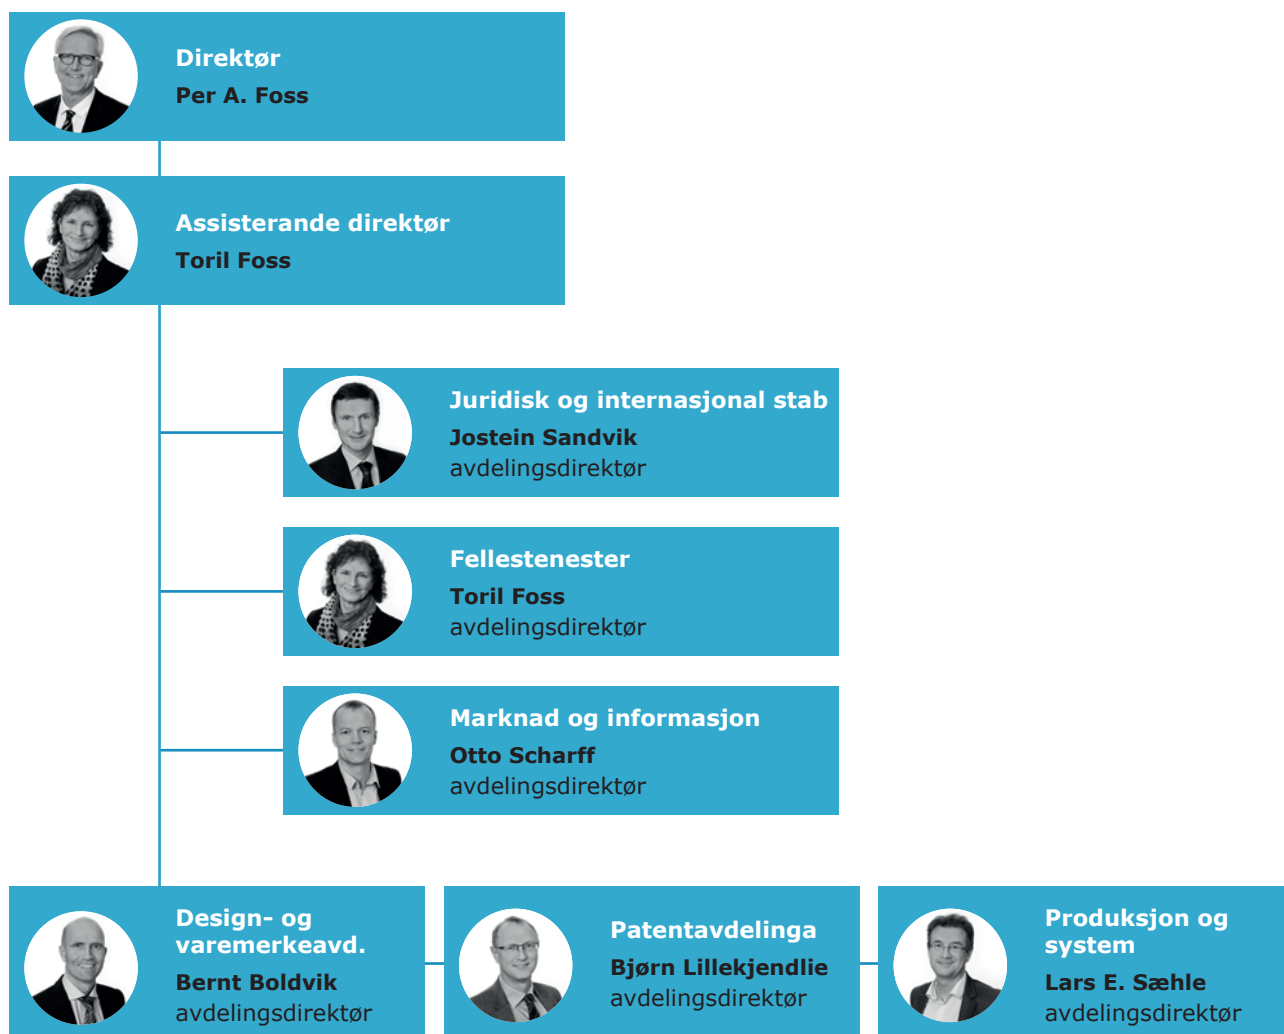 Direktør
Per A. Foss
Assisterande direktør
Toril Foss
Juridisk og internasjonal stab
Jostein Sandvik
avdelingsdirektør
Fellestenester
Toril Foss
avdelingsdirektør
Marknad og informasjon
Otto Scharff
avdelingsdirektør
Design- og
varemerkeavd.
Bernt Boldvik
avdelingsdirektør
Patentavdelinga
Bjørn Lillekjendlie
avdelingsdirektør
Produksjon og
system
Lars E. Sæhle
avdelingsdirektør